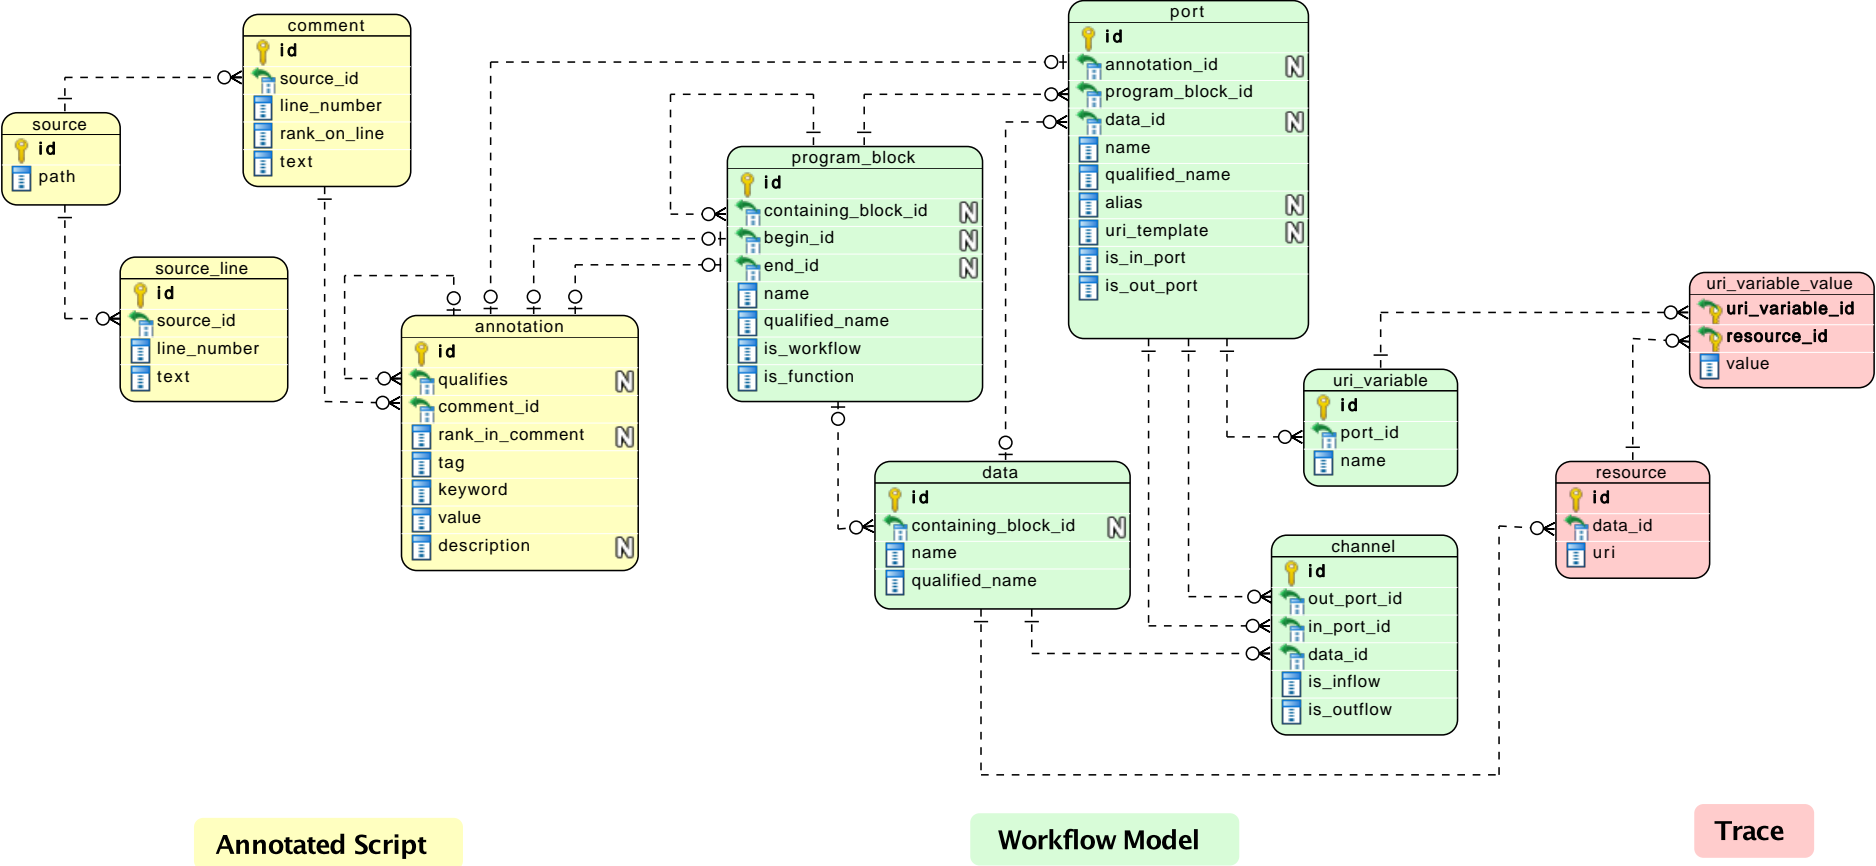 comment
id
source_id
line_number
rank_on_line
text
source
id
path
source_line
id
source_id
line_number
text
annotation
id
qualifies N
comment_id
rank_in_comment N
tag
keyword
value
description N
program_block
id
containing_block_id N
begin_id N
end_id N
name
qualified_name
is_workflow
is_function
port
id
annotation_id N
program_block_id
data_id N
name
qualified_name
alias N
uri_template N
is_in_port
is_out_port
data
id
containing_block_id N
name
qualified_name
uri_variable
id
port_id
name
channel
id
out_port_id
in_port_id
data_id
is_inflow
is_outflow
uri_variable_value
uri_variable_id
resource_id
value
resource
id
data_id
uri
Annotated Script
Workflow Model
Trace